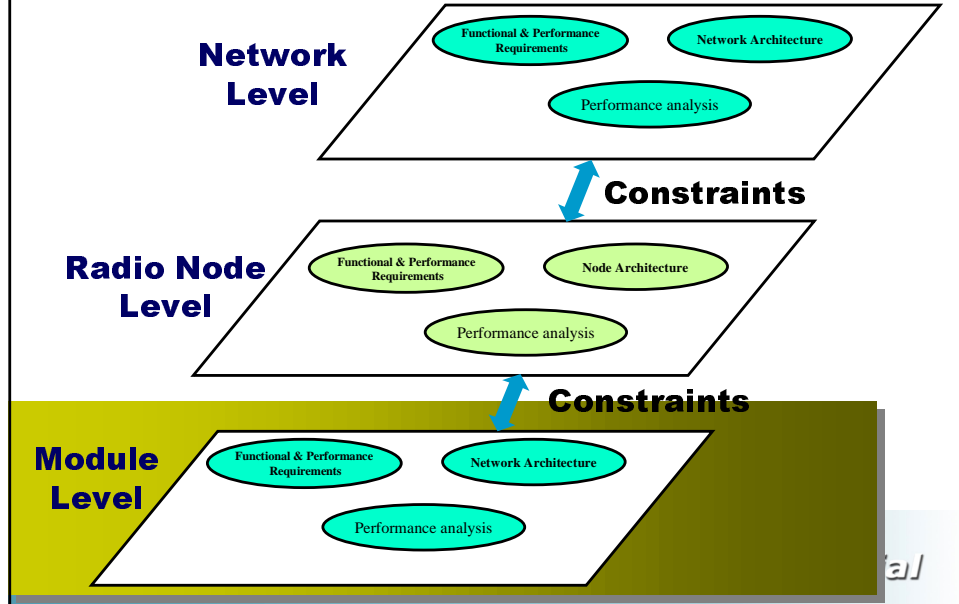 Network
Level
Functional & Performance
Requirements
Network Architecture
Performance analysis
Constraints
Radio Node
Level
Functional & Performance
Requirements
Node Architecture
Performance analysis
Constraints
Module
Level
Functional & Performance
Requirements
Network Architecture
Performance analysis